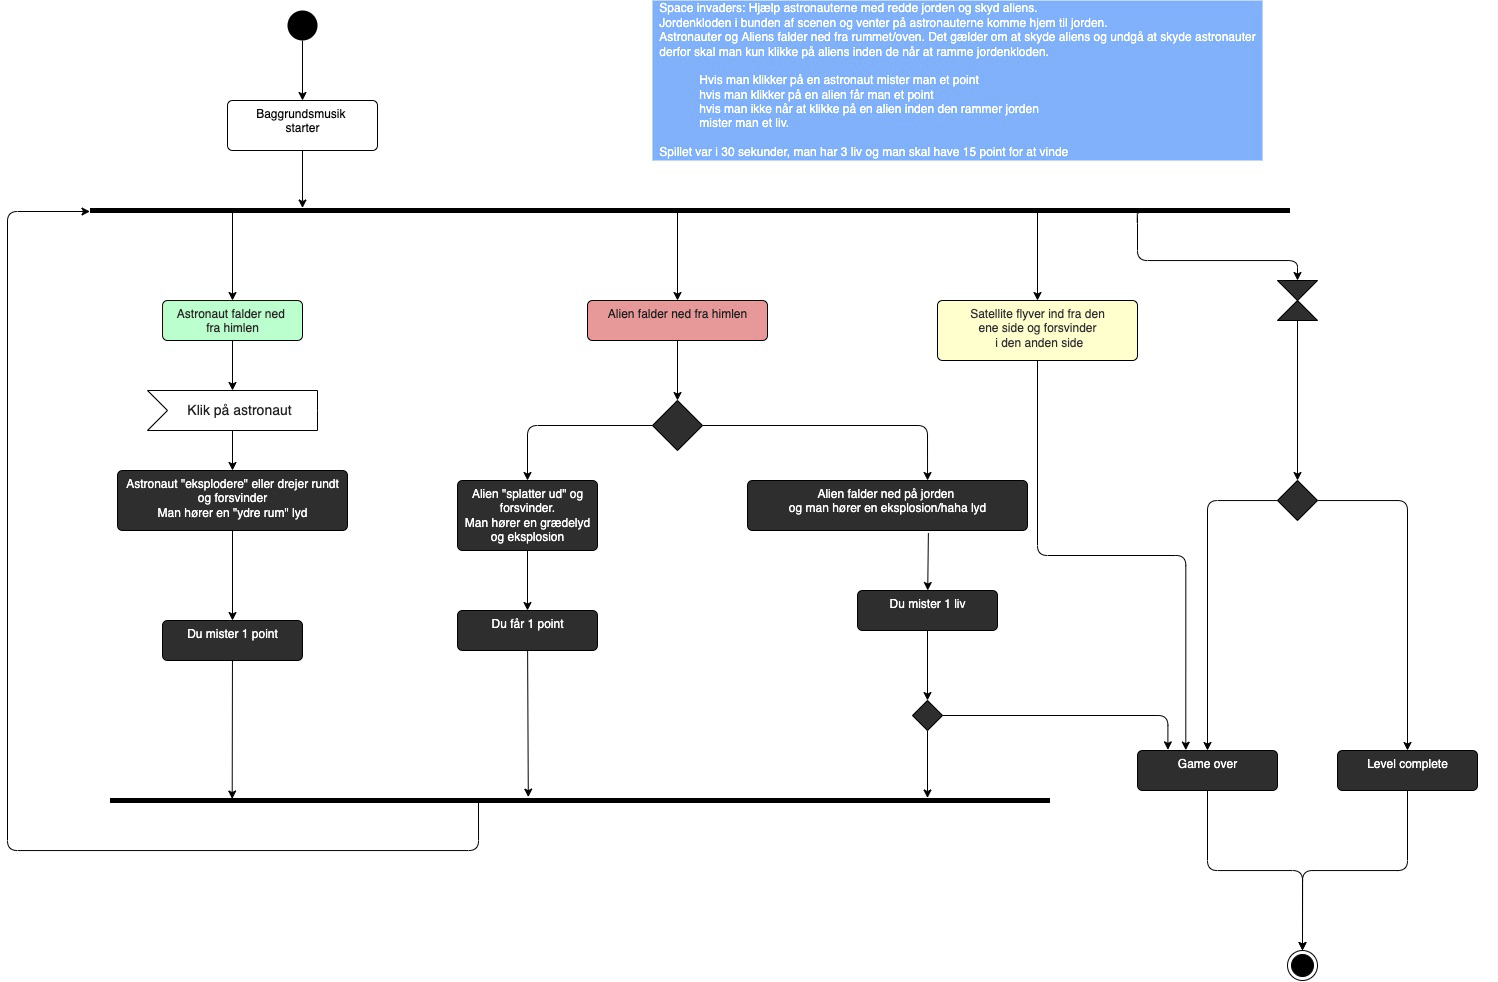 Space invaders: Hjælp astronauterne med redde jorden og skyd aliens.
Jordenkloden i bunden af scenen og venter på astronauterne komme hjem til jorden.
Astronauter og Aliens falder ned fra rummet/oven. Det gælder om at skyde aliens og undgå at skyde astronauter
derfor skal man kun klikke på aliens inden de når at ramme jordenkloden.
Hvis man klikker på en astronaut mister man et point
hvis man klikker på en alien får man et point
hvis man ikke når at klikke på en alien inden den rammer jorden
mister man et liv.
Spillet var i 30 sekunder, man har 3 liv og man skal have 15 point for at vinde
Baggrundsmusik
starter
Astronaut falder ned
fra himlen
Alien falder ned fra himlen
Satellite flyver ind fra den
ene side og forsvinder
i den anden side
Klik på astronaut
Astronaut "eksplodere" eller drejer rundt
og forsvinder
Man hører en "ydre rum" lyd
Alien "splatter ud" og
forsvinder.
Man hører en grædelyd
og eksplosion
Alien falder ned på jorden
og man hører en eksplosion/haha lyd
Du mister 1 liv
Du får 1 point
Du mister 1 point
Game over
Level complete